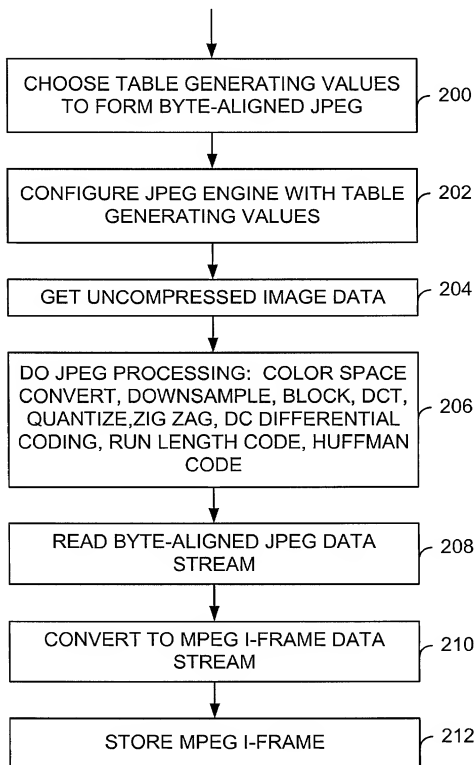 CHOOSE TABLE GENERATING VALUES
TO FORM BYTE-ALIGNED JPEG
200
CONFIGURE JPEG ENGINE WITH TABLE
GENERATING VALUES
202
GET UNCOMPRESSED IMAGE DATA
204
DO JPEG PROCESSING: COLOR SPACE
CONVERT, DOWNSAMPLE, BLOCK, DCT,
QUANTIZE,ZIG ZAG, DC DIFFERENTIAL
CODING, RUN LENGTH CODE, HUFFMAN
CODE
206
READ BYTE-ALIGNED JPEG DATA
STREAM
208
CONVERT TO MPEG I-FRAME DATA
STREAM
210
STORE MPEG I-FRAME
212